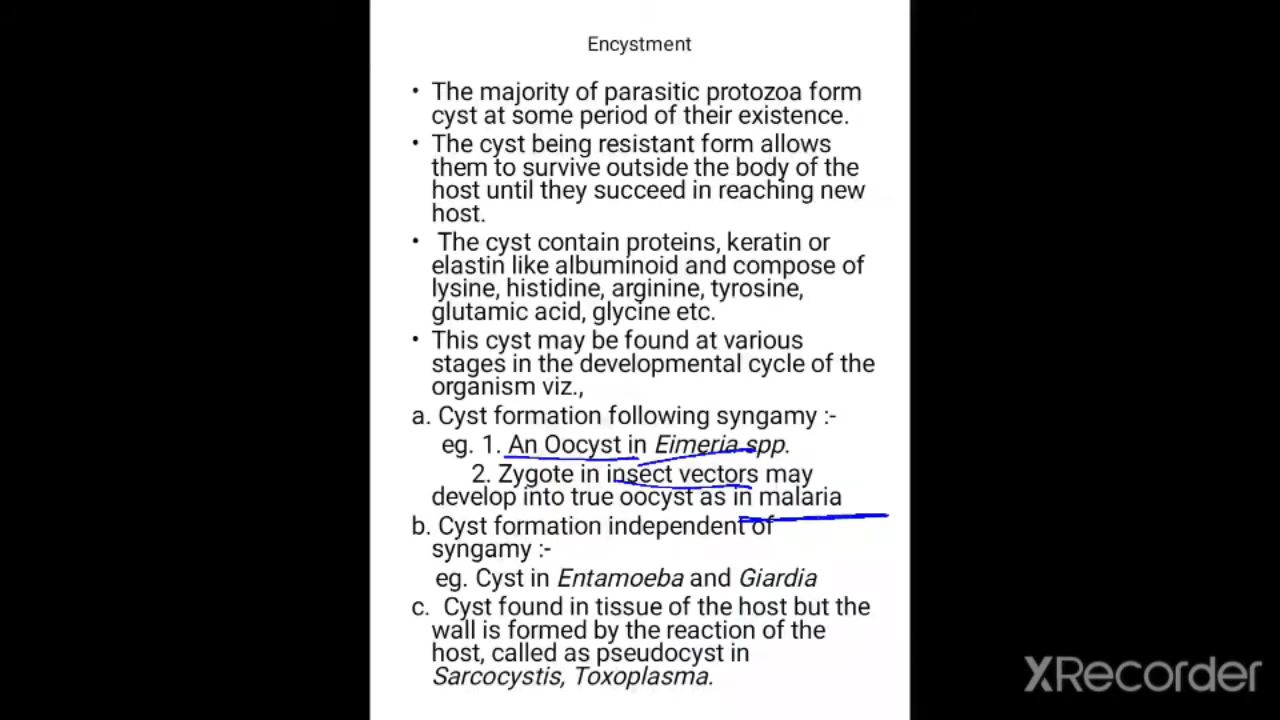 Encystment
• The majority of parasitic protozoa form
cyst at some period of their existence.
• The cyst being resistant form allows
them to survive outside the body of the
host until they succeed in reaching new
host.
• The cyst contain proteins, keratin or
elastin like albuminoid and compose of
lysine, histidine, arginine, tyrosine,
glutamic acid, glycine etc.
• This cyst may be found at various
stages in the developmental cycle of the
organism viz.,
a. Cyst formation following syngamy :-
eg. 1. An Oocyst in Eimeria spp.
2. Zygote in insect vectors may
develop into true oocyst as in malaria
b. Cyst formation independent of
syngamy :-
eg. Cyst in Entamoeba and Giardia
c. Cyst found in tissue of the host but the
wall is formed by the reaction of the
host, called as pseudocyst in
Sarcocystis, Toxoplasma.
XRecorder